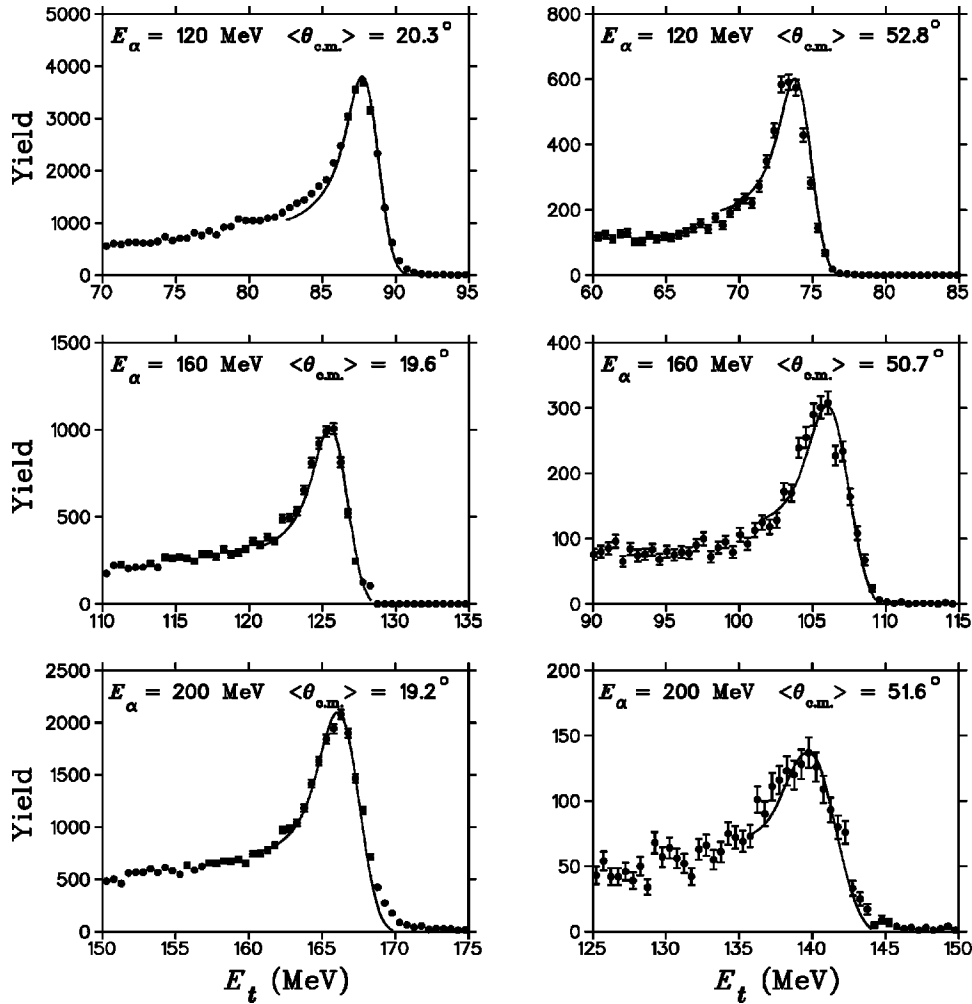 E_α = 120 MeV <θ_c.m.> = 20.3°
Yield
5000
4000
3000
2000
1000
0
70 75 80 85 90 95
E_α = 120 MeV <θ_c.m.> = 52.8°
Yield
800
600
400
200
0
60 65 70 75 80 85
E_α = 160 MeV <θ_c.m.> = 19.6°
Yield
1500
1000
500
0
110 115 120 125 130 135
E_α = 160 MeV <θ_c.m.> = 50.7°
400
300
200
100
0
90 95 100 105 110 115
E_α = 200 MeV <θ_c.m.> = 19.2°
Yield
2500
2000
1500
1000
500
0
150 155 160 165 170 175
E_t (MeV)
E_α = 200 MeV <θ_c.m.> = 51.6°
200
150
100
50
0
125 130 135 140 145 150
E_t (MeV)